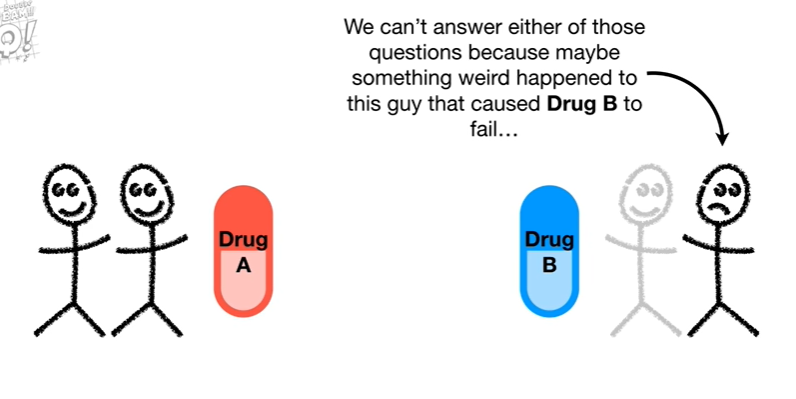 We can't answer either of those
questions because maybe
something weird happened to
this guy that caused Drug B to
fail…
Drug
A
Drug
B